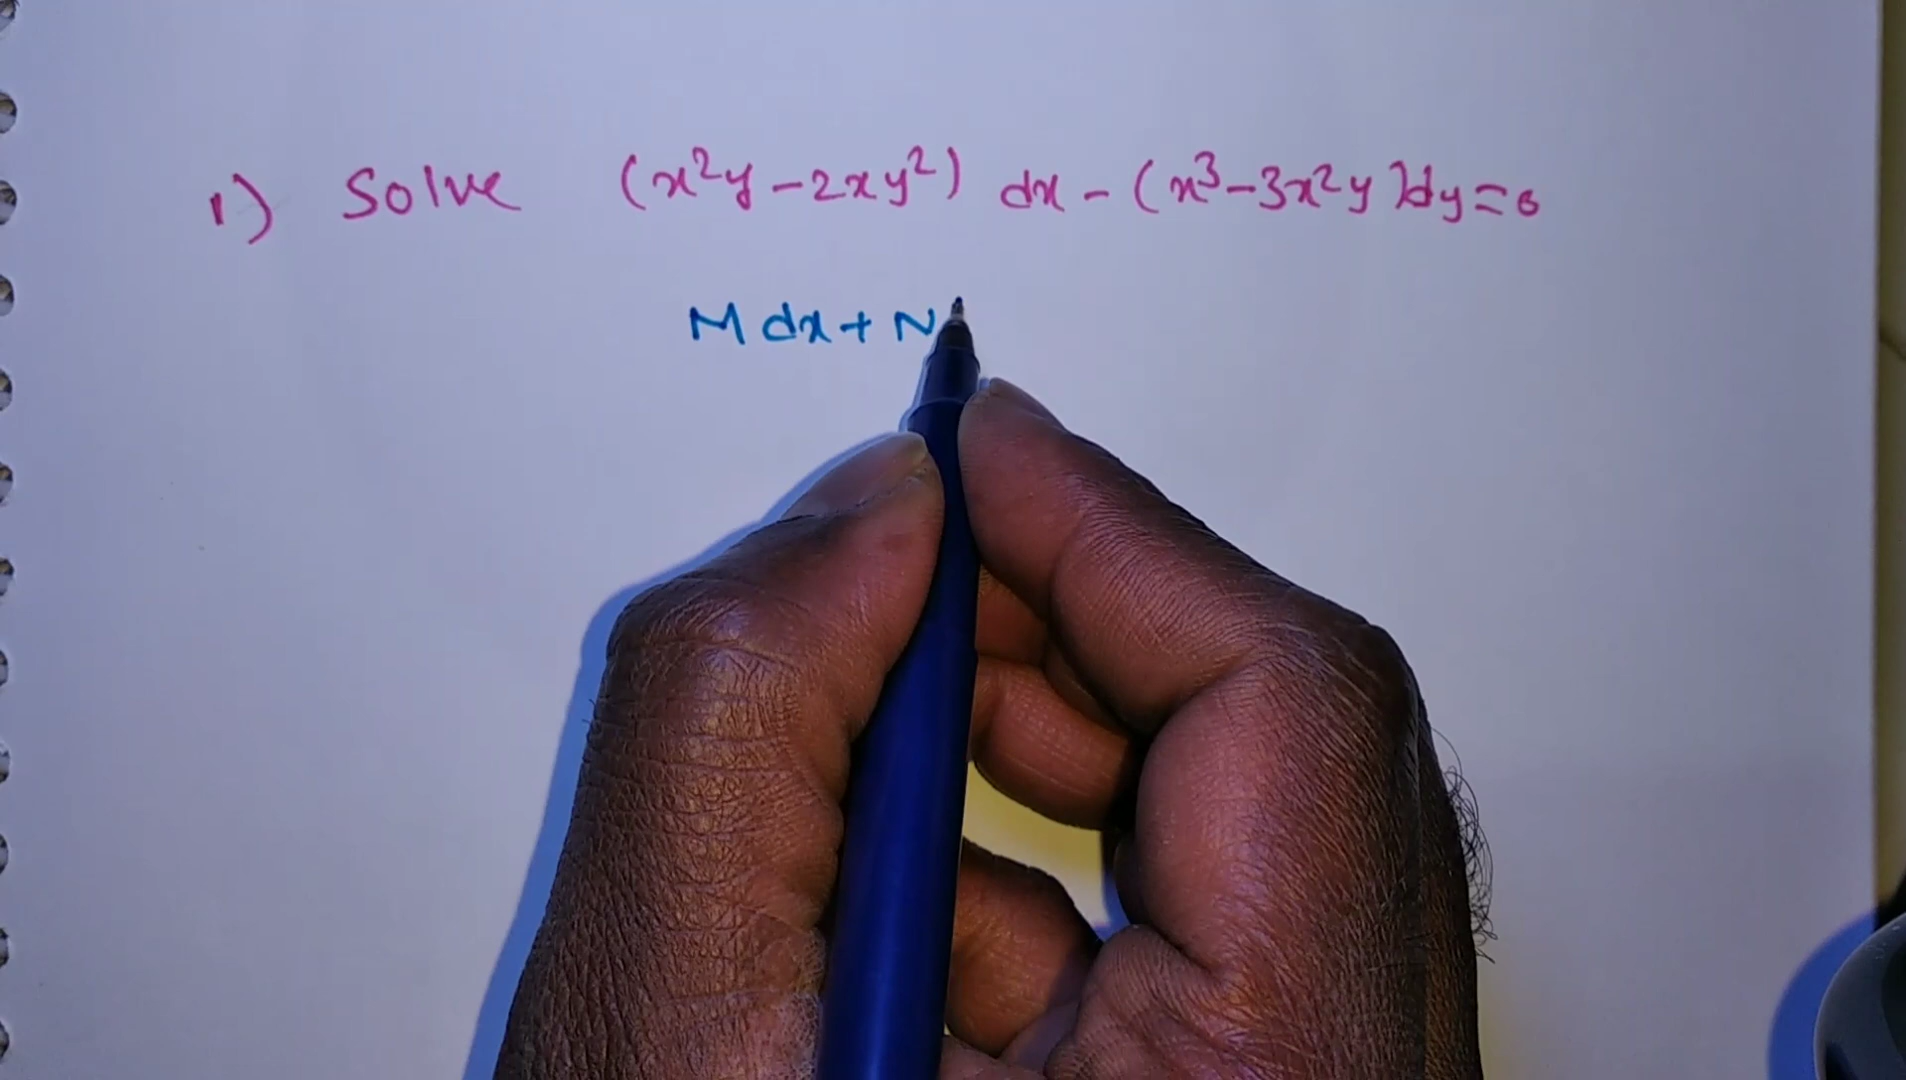 1) Solve (x²y-2xy²) dx - (x³-3x²y)dy=0
M dx + N